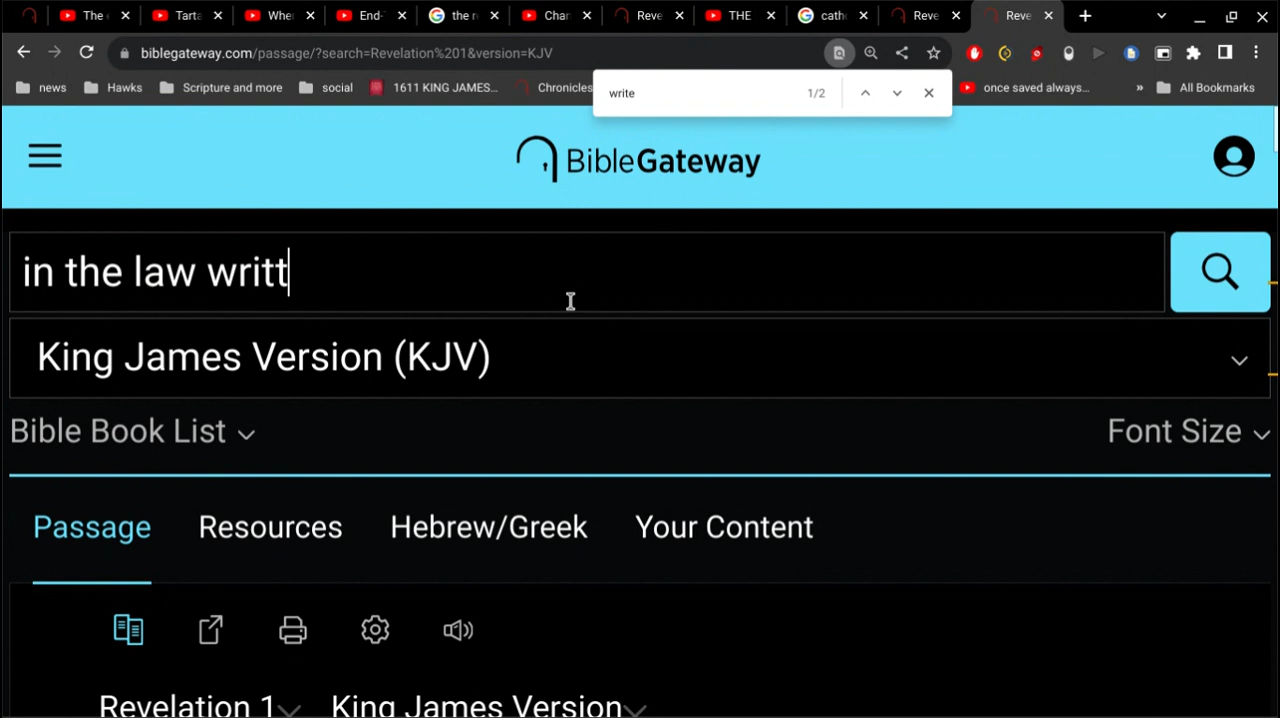 The Tarta Whe End- the r Char Reve THE cath Reve Reve
biblegateway.com/passage/?search=Revelation%201&version=KJV
news Hawks Scripture and more social 1611 KING JAMES... Chronicles once saved always... » All Bookmarks
write 1/2
BibleGateway
in the law writt
King James Version (KJV)
Bible Book List Font Size
Passage Resources Hebrew/Greek Your Content
Revelation 1 King James Version